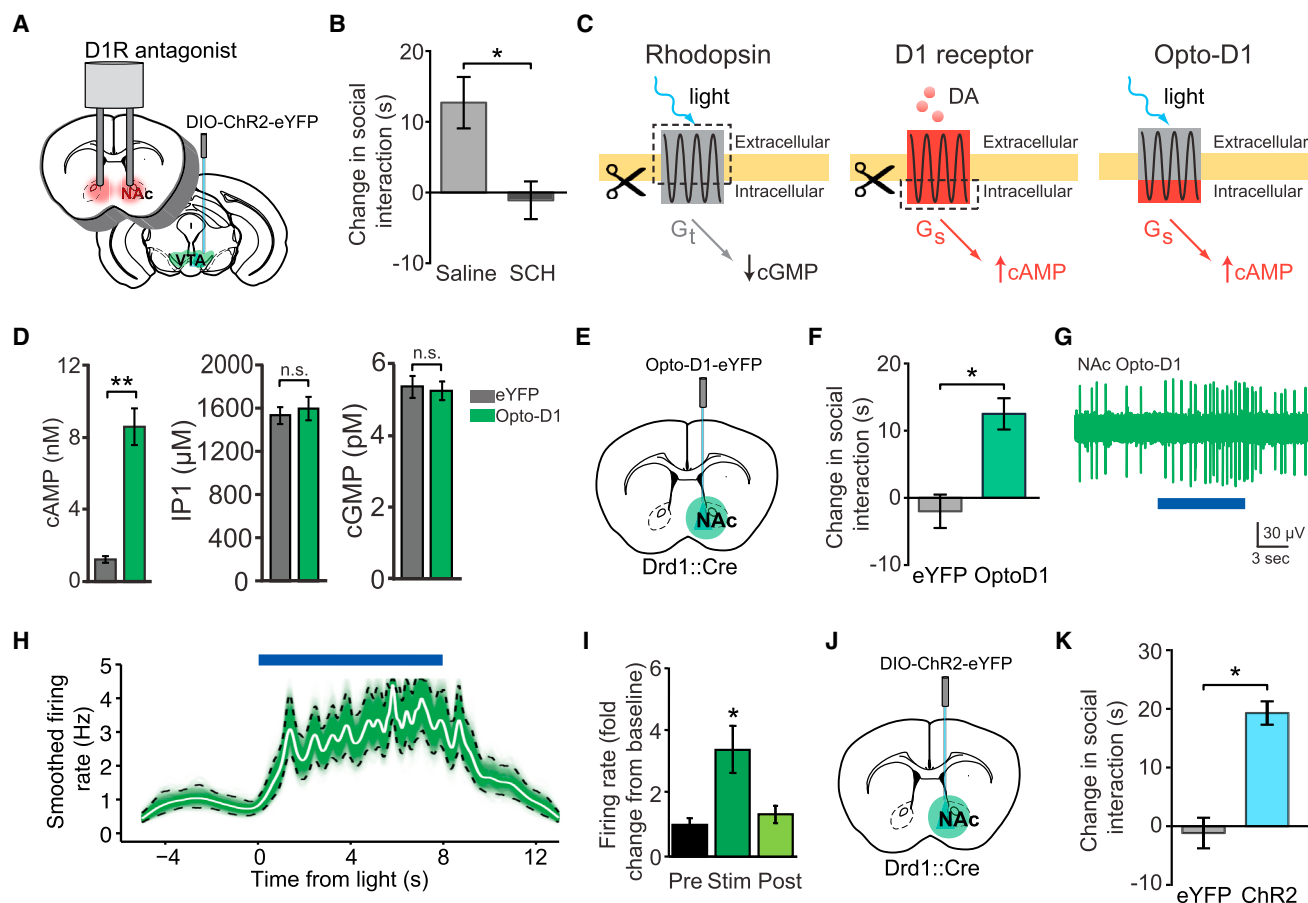 A
D1R antagonist
DIO-ChR2-eYFP
NAc
VTA
B
Change in social
interaction (s)
20
10
0
-10
*
Saline SCH
C
Rhodopsin
light
Extracellular
Intracellular
Gt
cGMP
D1 receptor
DA
Extracellular
Intracellular
Gs
cAMP
Opto-D1
light
Extracellular
Intracellular
Gs
cAMP
D
cAMP (nM)
12
8
4
0
**
IP1 (µM)
2000
1600
1200
800
400
0
n.s.
cGMP (pM)
6
4
2
0
n.s.
eYFP
Opto-D1
E
Opto-D1-eYFP
NAc
Drd1::Cre
F
Change in social
interaction (s)
20
10
0
-10
*
eYFP OptoD1
G
NAc Opto-D1
30 µV
3 sec
H
Smoothed firing
rate (Hz)
5
4
3
2
1
0
−4 0 4 8 12
Time from light (s)
I
Firing rate (fold
change from baseline)
6
4
2
0
*
Pre Stim Post
J
DIO-ChR2-eYFP
NAc
Drd1::Cre
K
Change in social
interaction (s)
30
20
10
0
-10
*
eYFP ChR2